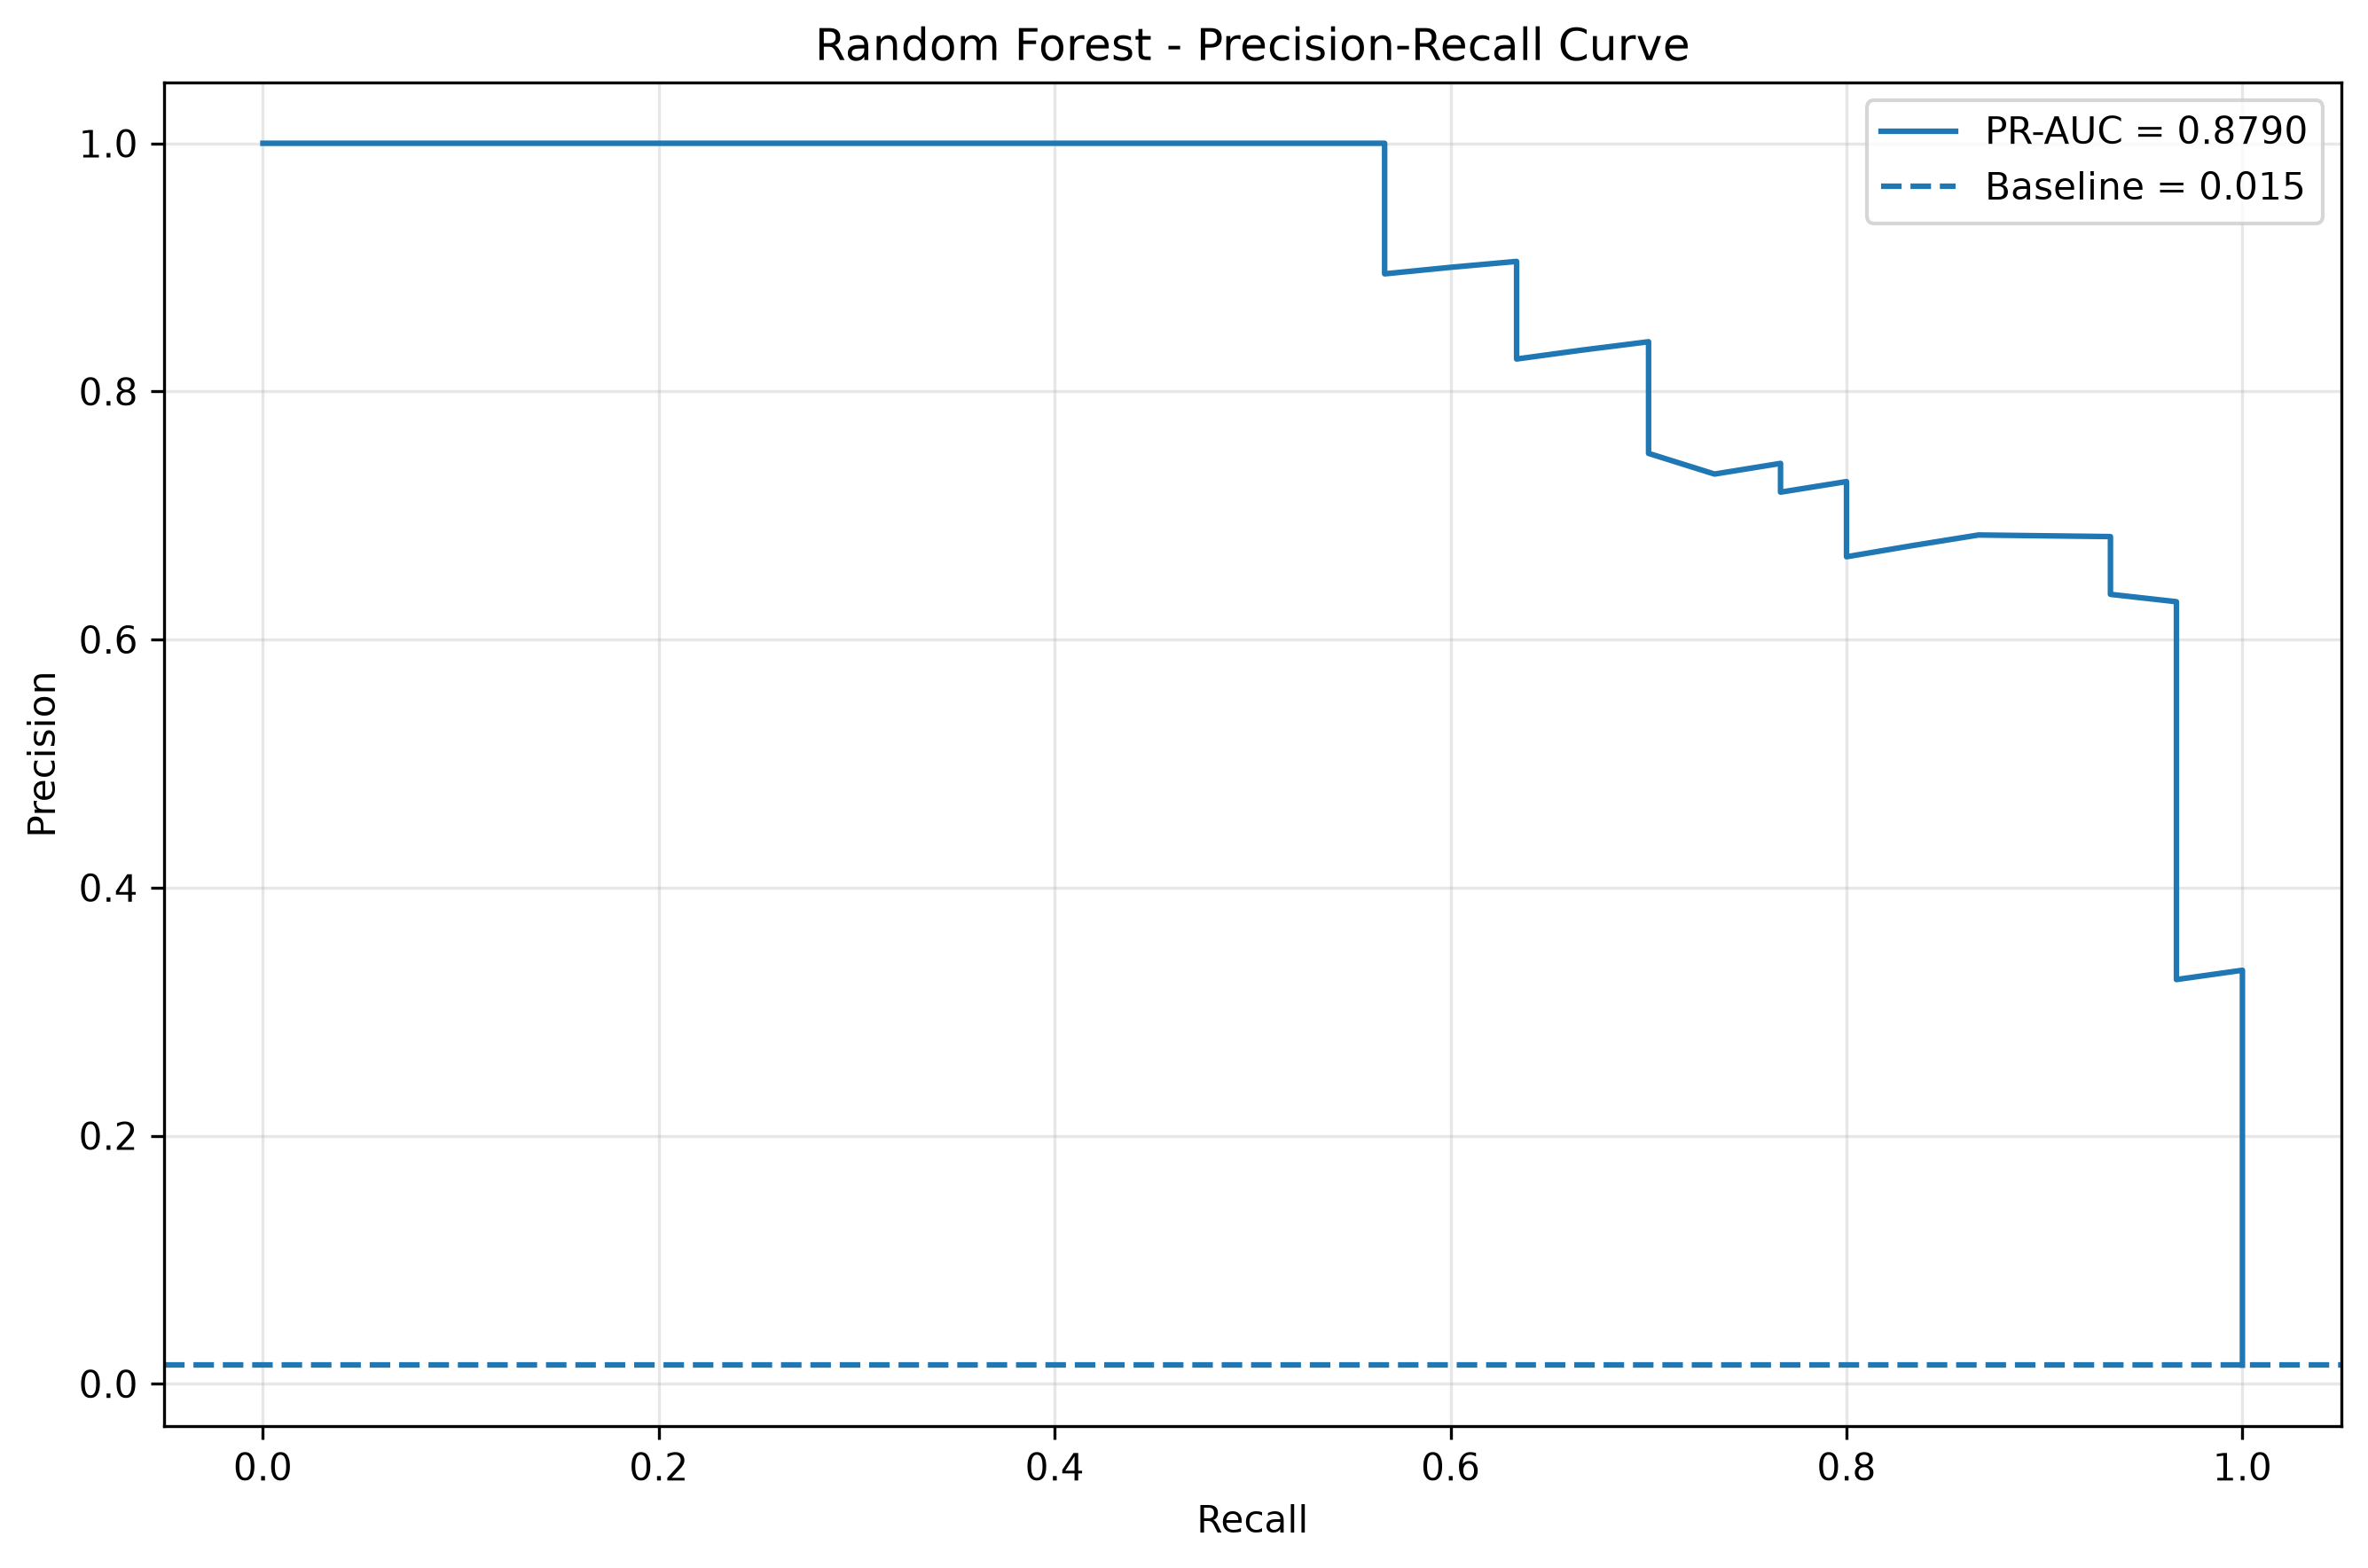 Random Forest - Precision-Recall Curve
PR-AUC = 0.8790
Baseline = 0.015
Precision
1.0
0.8
0.6
0.4
0.2
0.0
0.0 0.2 0.4 0.6 0.8 1.0
Recall